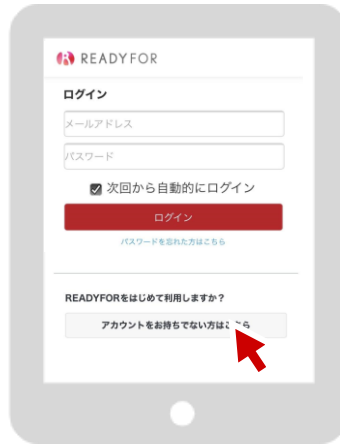 READYFOR
ログイン
メールアドレス
パスワード
次回から自動的にログイン
ログイン
パスワードを忘れた方はこちら
READYFORをはじめて利用しますか？
アカウントをお持ちでない方はこちら